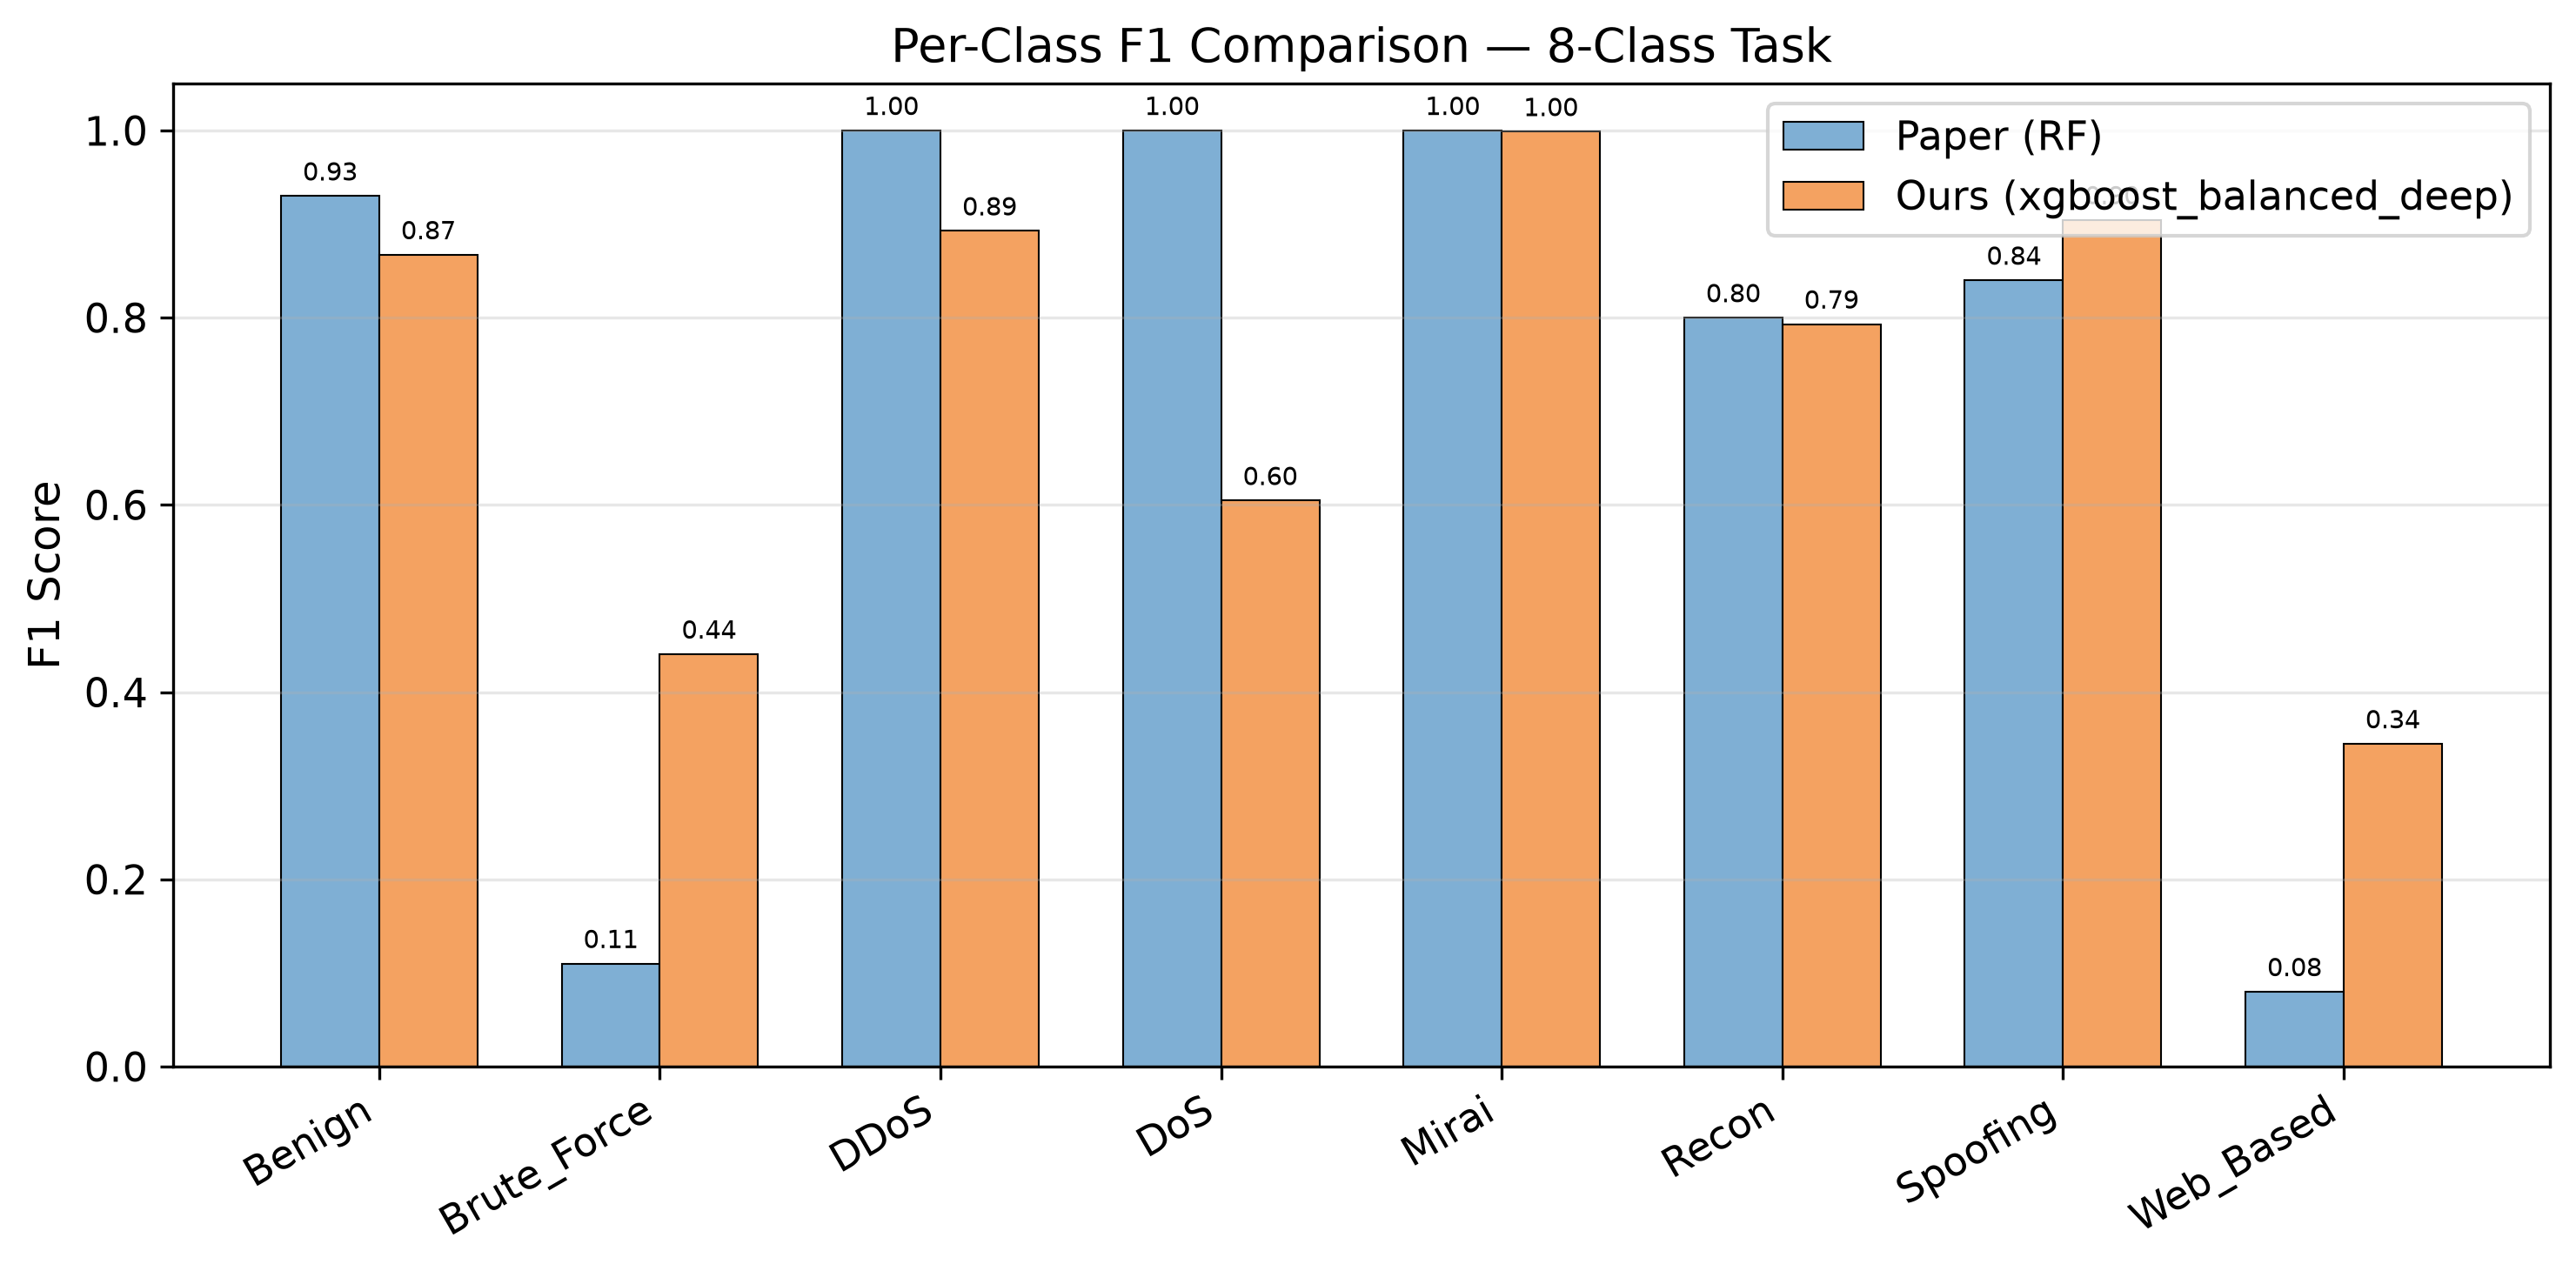 Per-Class F1 Comparison — 8-Class Task
Paper (RF)
Ours (xgboost_balanced_deep)
F1 Score
1.0
0.8
0.6
0.4
0.2
0.0
0.93
0.87
0.11
0.44
1.00
0.89
1.00
0.60
1.00
1.00
0.80
0.79
0.84
0.08
0.34
Benign
Brute_Force
DDoS
DoS
Mirai
Recon
Spoofing
Web_Based